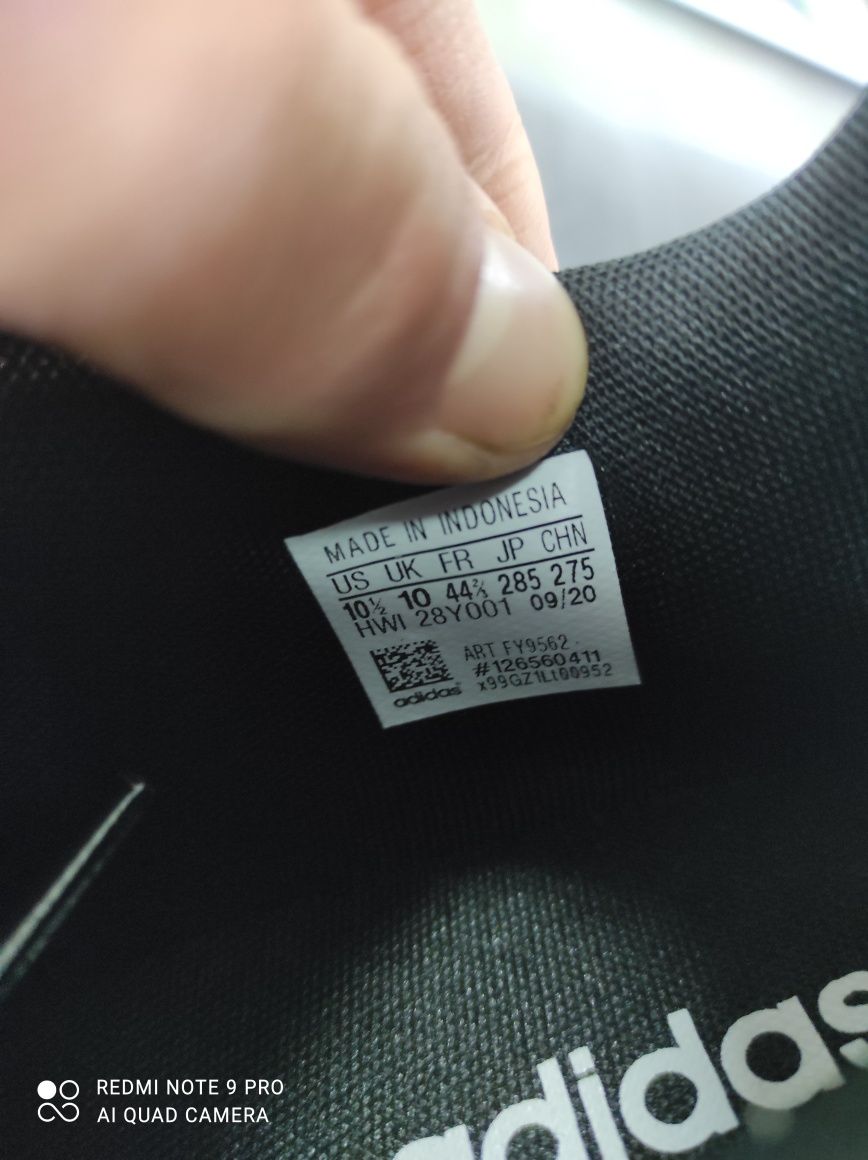 MADE IN INDONESIA
US UK FR JP CHN
10½ 10 44⅔ 285 275
HWI 28Y001 09/20
ART FY9562
#126560411
x99GZ1Lt00952
adidas
adidas
REDMI NOTE 9 PRO
AI QUAD CAMERA